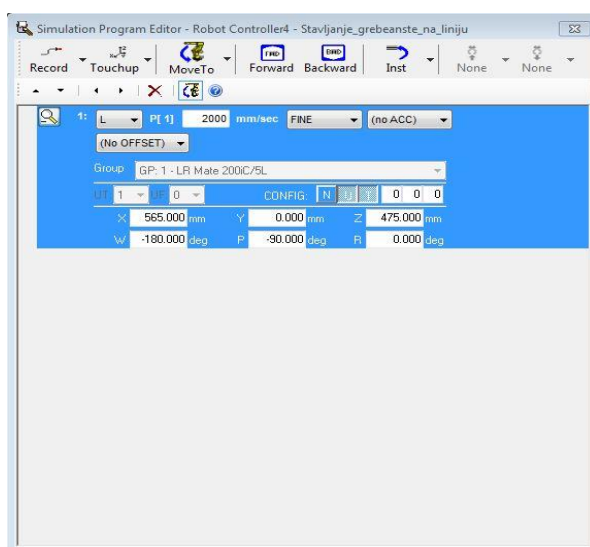 Simulation Program Editor - Robot Controller4 - Stavljanje_grebeanste_na_liniju
FWD BWD
Record Touchup MoveTo Forward Backward Inst None None
1: L P[ 1] 2000 mm/sec FINE (no ACC)
(No OFFSET)
Group GP: 1 - LR Mate 200iC/5L
UT: 1 UF: 0 CONFIG: N U T 0 0 0
X 565.000 mm Y 0.000 mm Z 475.000 mm
W -180.000 deg P -90.000 deg R 0.000 deg